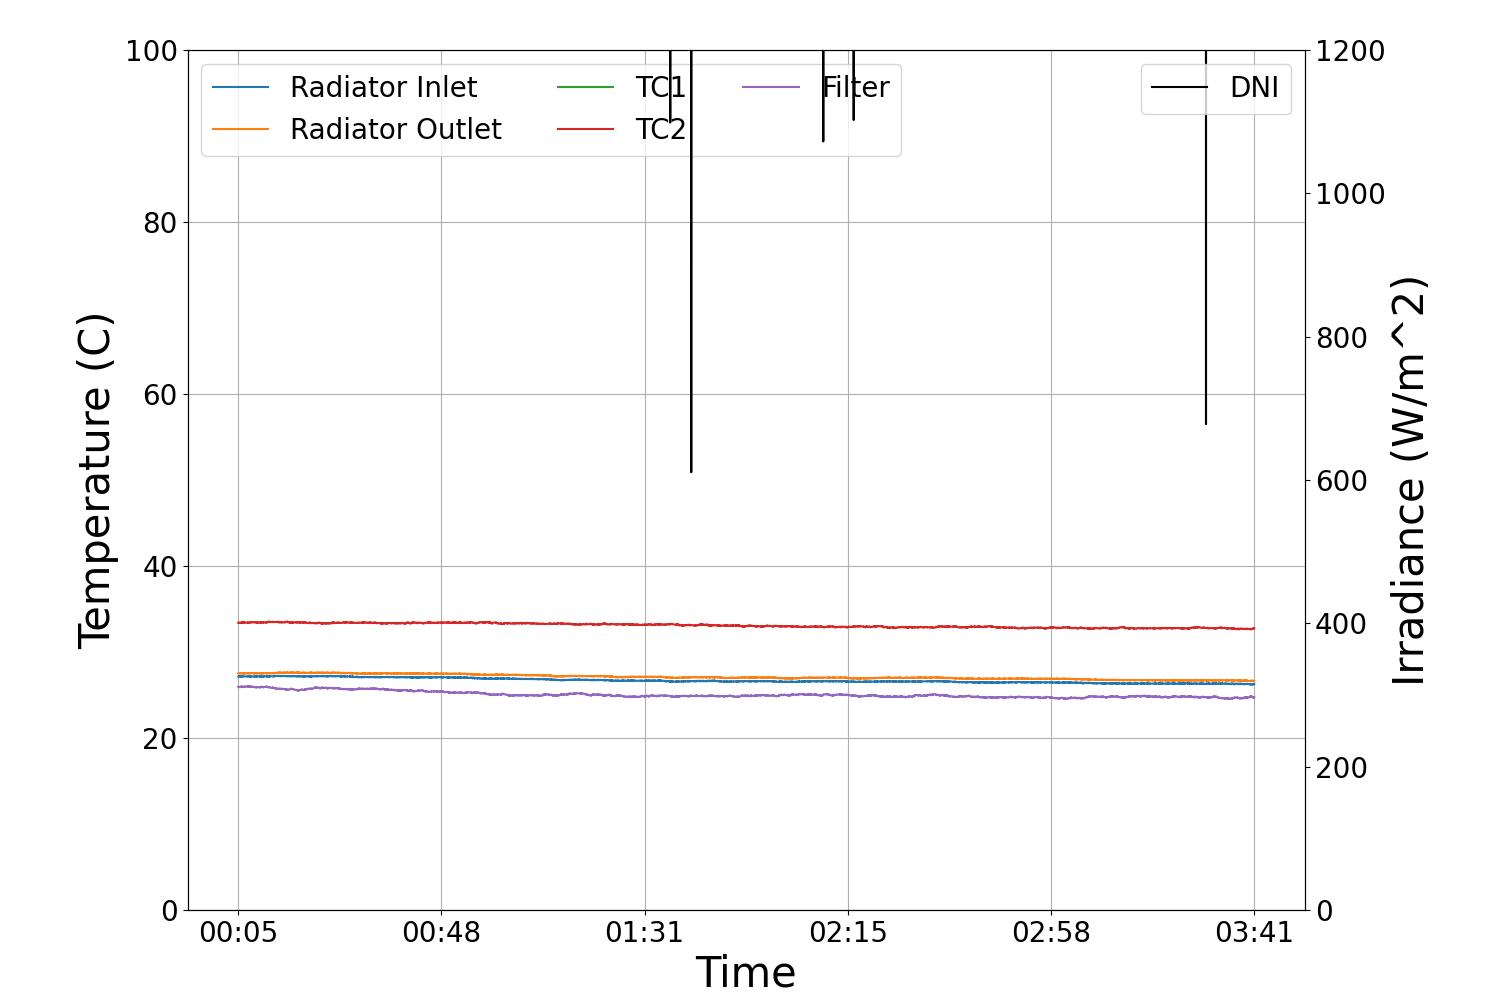 100
80
60
40
20
0
Temperature (C)
Radiator Inlet
Radiator Outlet
TC1
TC2
Filter
DNI
1200
1000
800
600
400
200
0
Irradiance (W/m^2)
00:05 00:48 01:31 02:15 02:58 03:41
Time